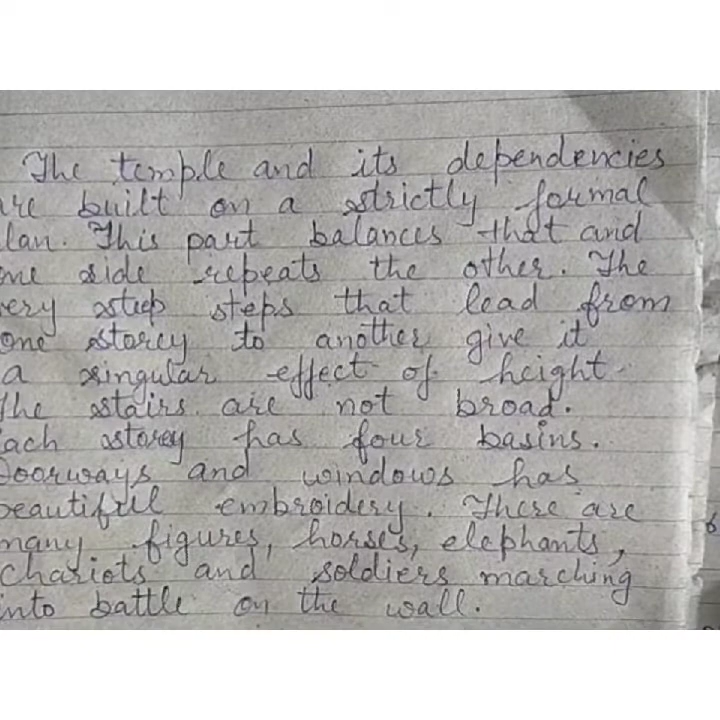 The temple and its dependencies
are built on a strictly formal
lan. This part balances that and
one side repeats the other. The
very steep steps that lead from
one storey to another give it
a singular effect of height.
The stairs are not broad.
each storey has four basins.
Doorways and windows has
beautifull embroidery. There are
many figures, horses, elephants,
chariots and soldiers marching
into battle on the wall.